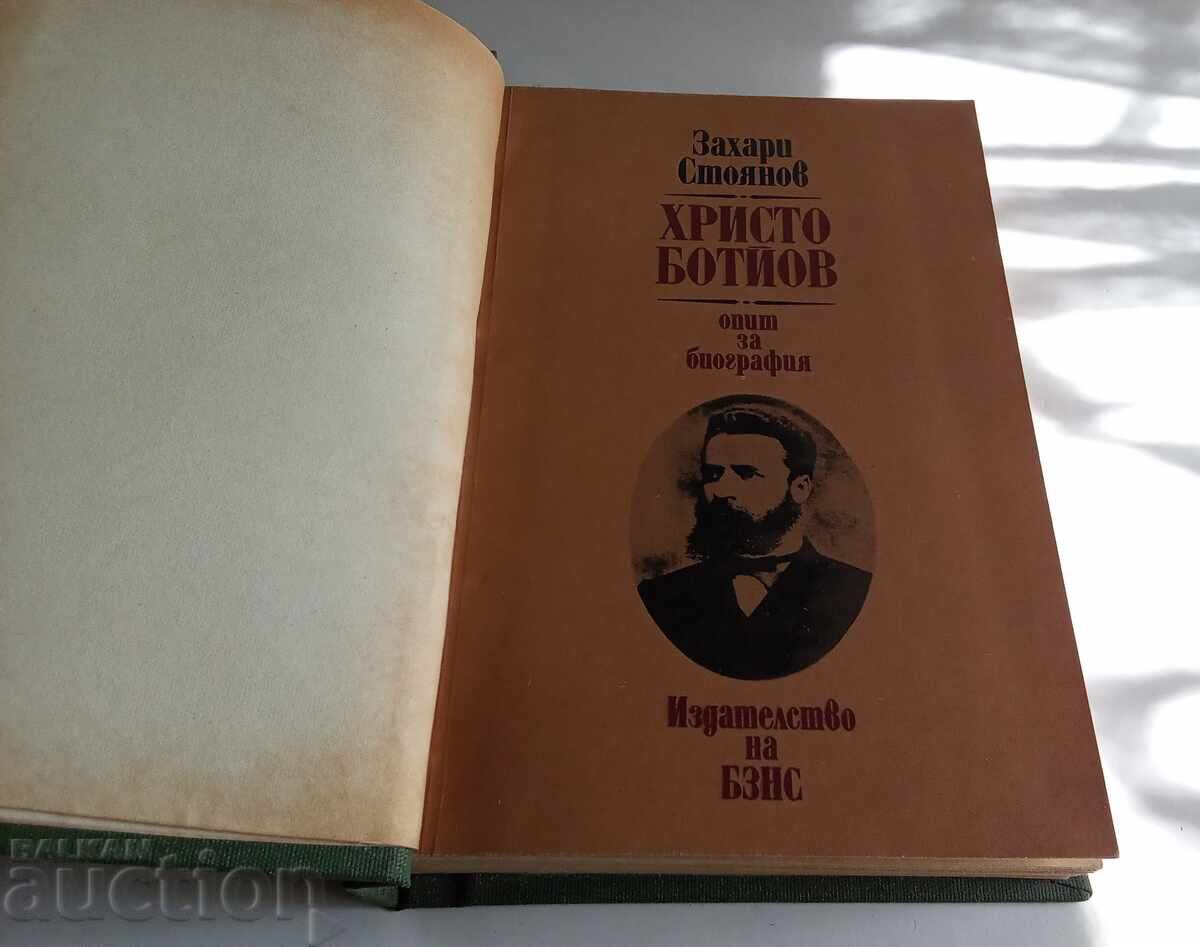 Захари
Стоянов
ХРИСТО
БОТЙОВ
опит
за
биография
Издателство
на
БЗНС
BALKAN
auction